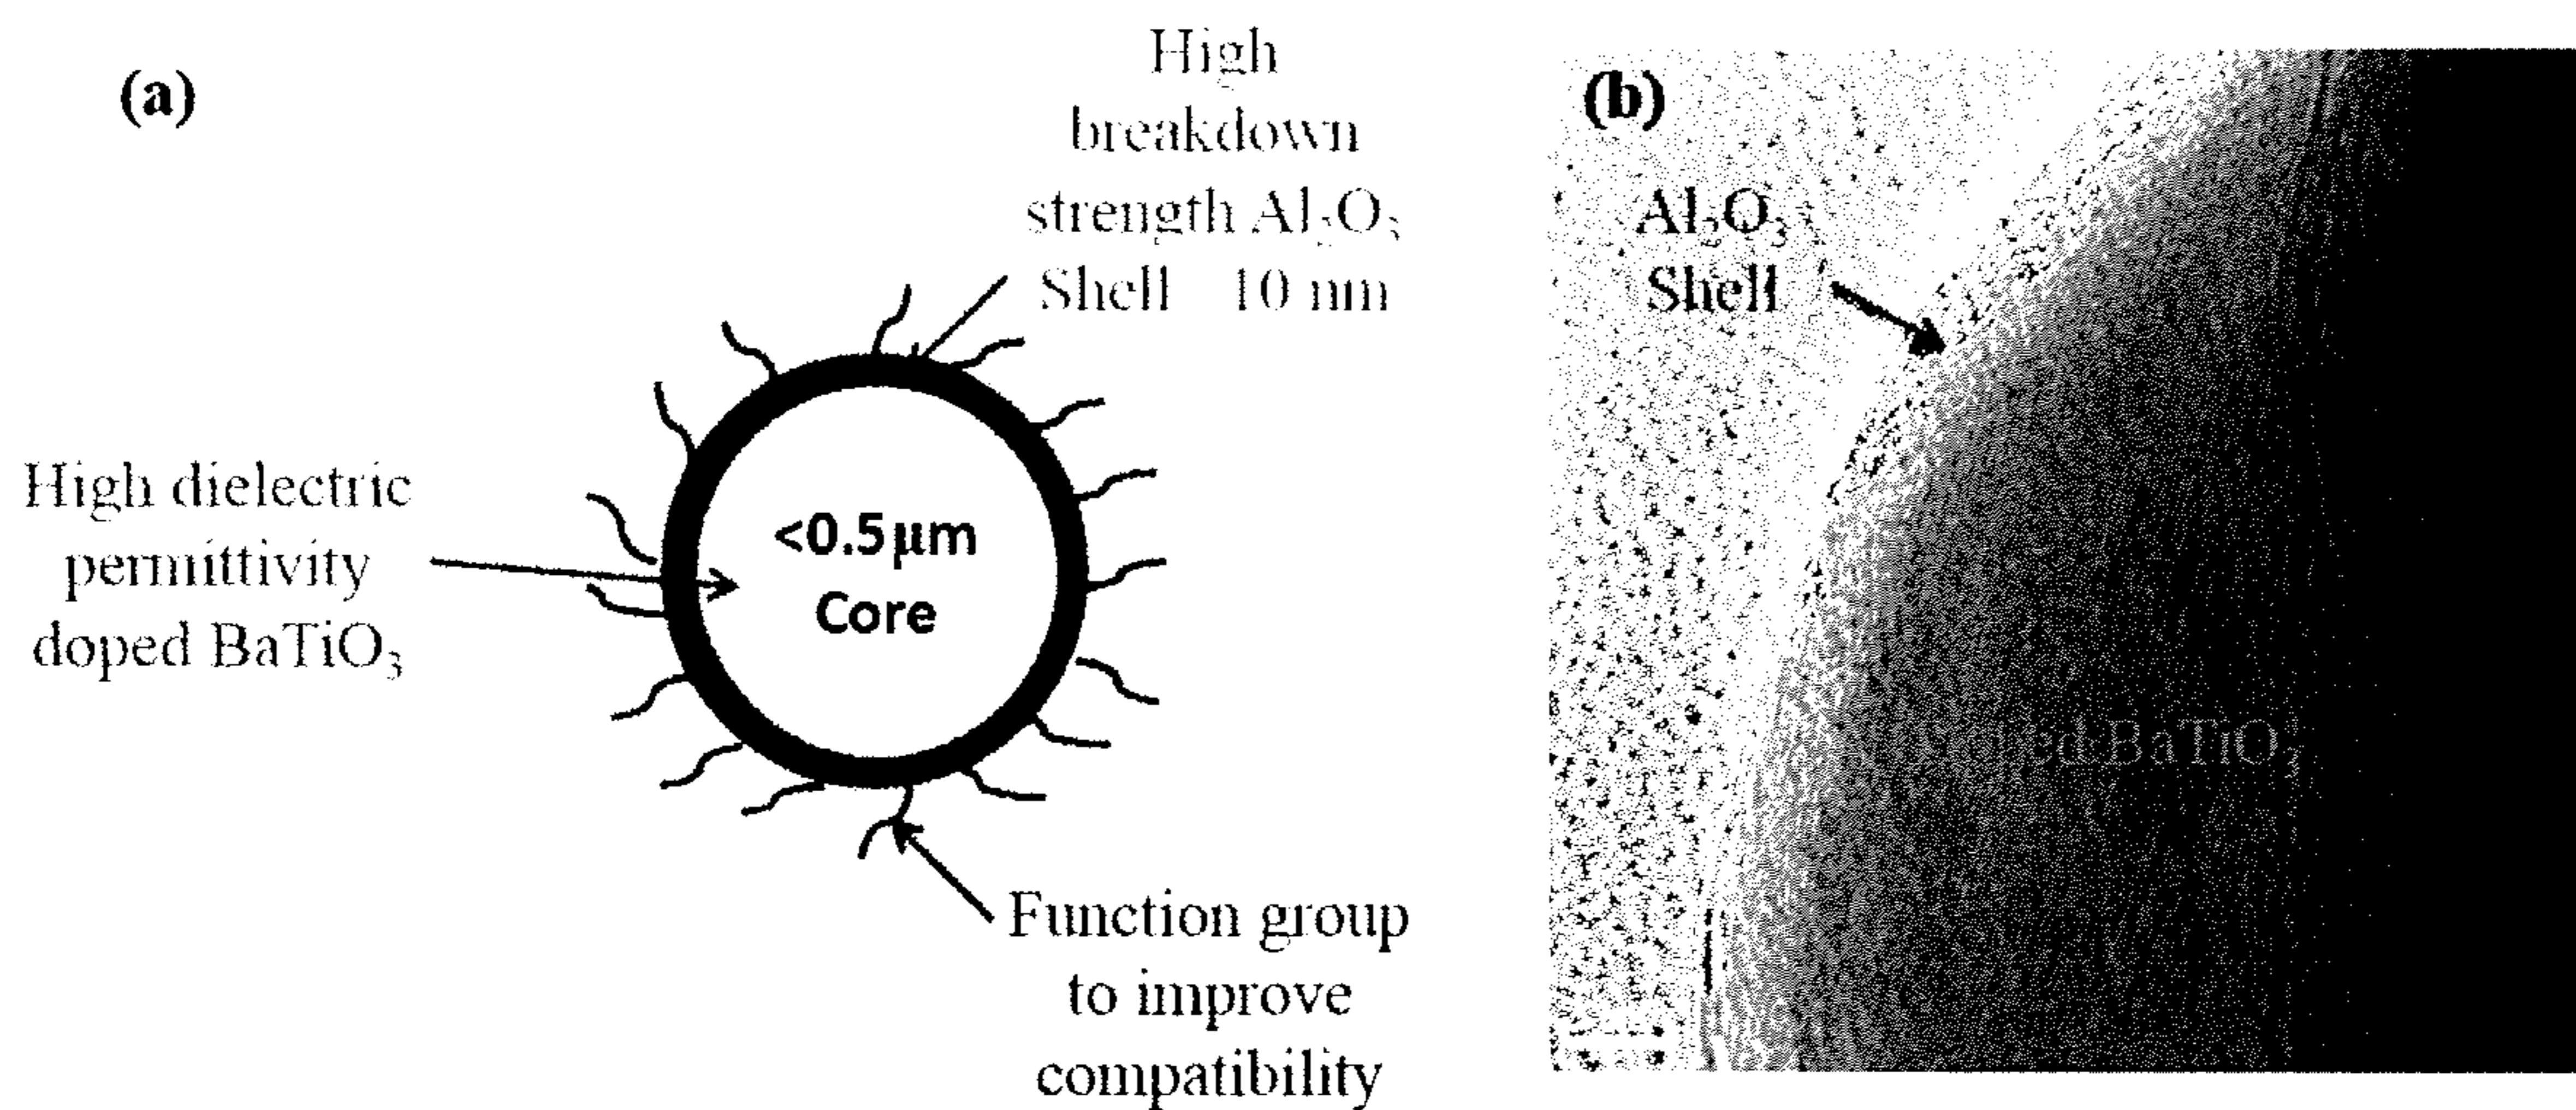 (a)
High
breakdown
strength Al₂O₃
Shell 10 nm
High dielectric
permittivity
doped BaTiO₃
<0.5μm
Core
Function group
to improve
compatibility
(b)
Al₂O₃
Shell
BaTiO₃